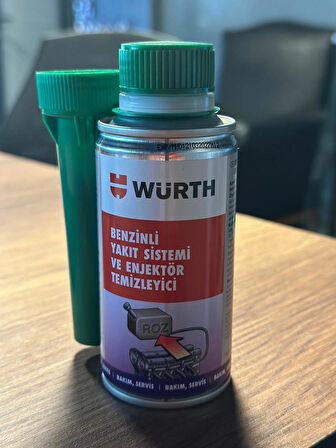 WÜRTH
BENZİNLİ
YAKIT SİSTEMİ
VE ENJEKTÖR
TEMİZLEYİCİ
ROZ
BAKIM, SERVİS | BAKIM, SERVİS